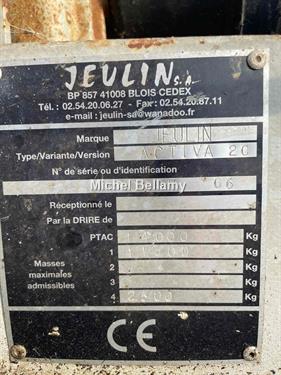 JEULIN S.A.
BP 857 41008 BLOIS CEDEX
Tél. : 02.54.20.06.27 - Fax : 02.54.20.67.11
e-mail : jeulin-sa@wanadoo.fr
Marque JEULIN
Type/Variante/Version ACTIVA 20
N° de série ou d'identification
Michel Bellamy 06
Réceptionné le
Par la DRIRE de
PTAC Kg
1 Kg
Masses 2 Kg
maximales
admissibles 3 Kg
4 Kg
CE